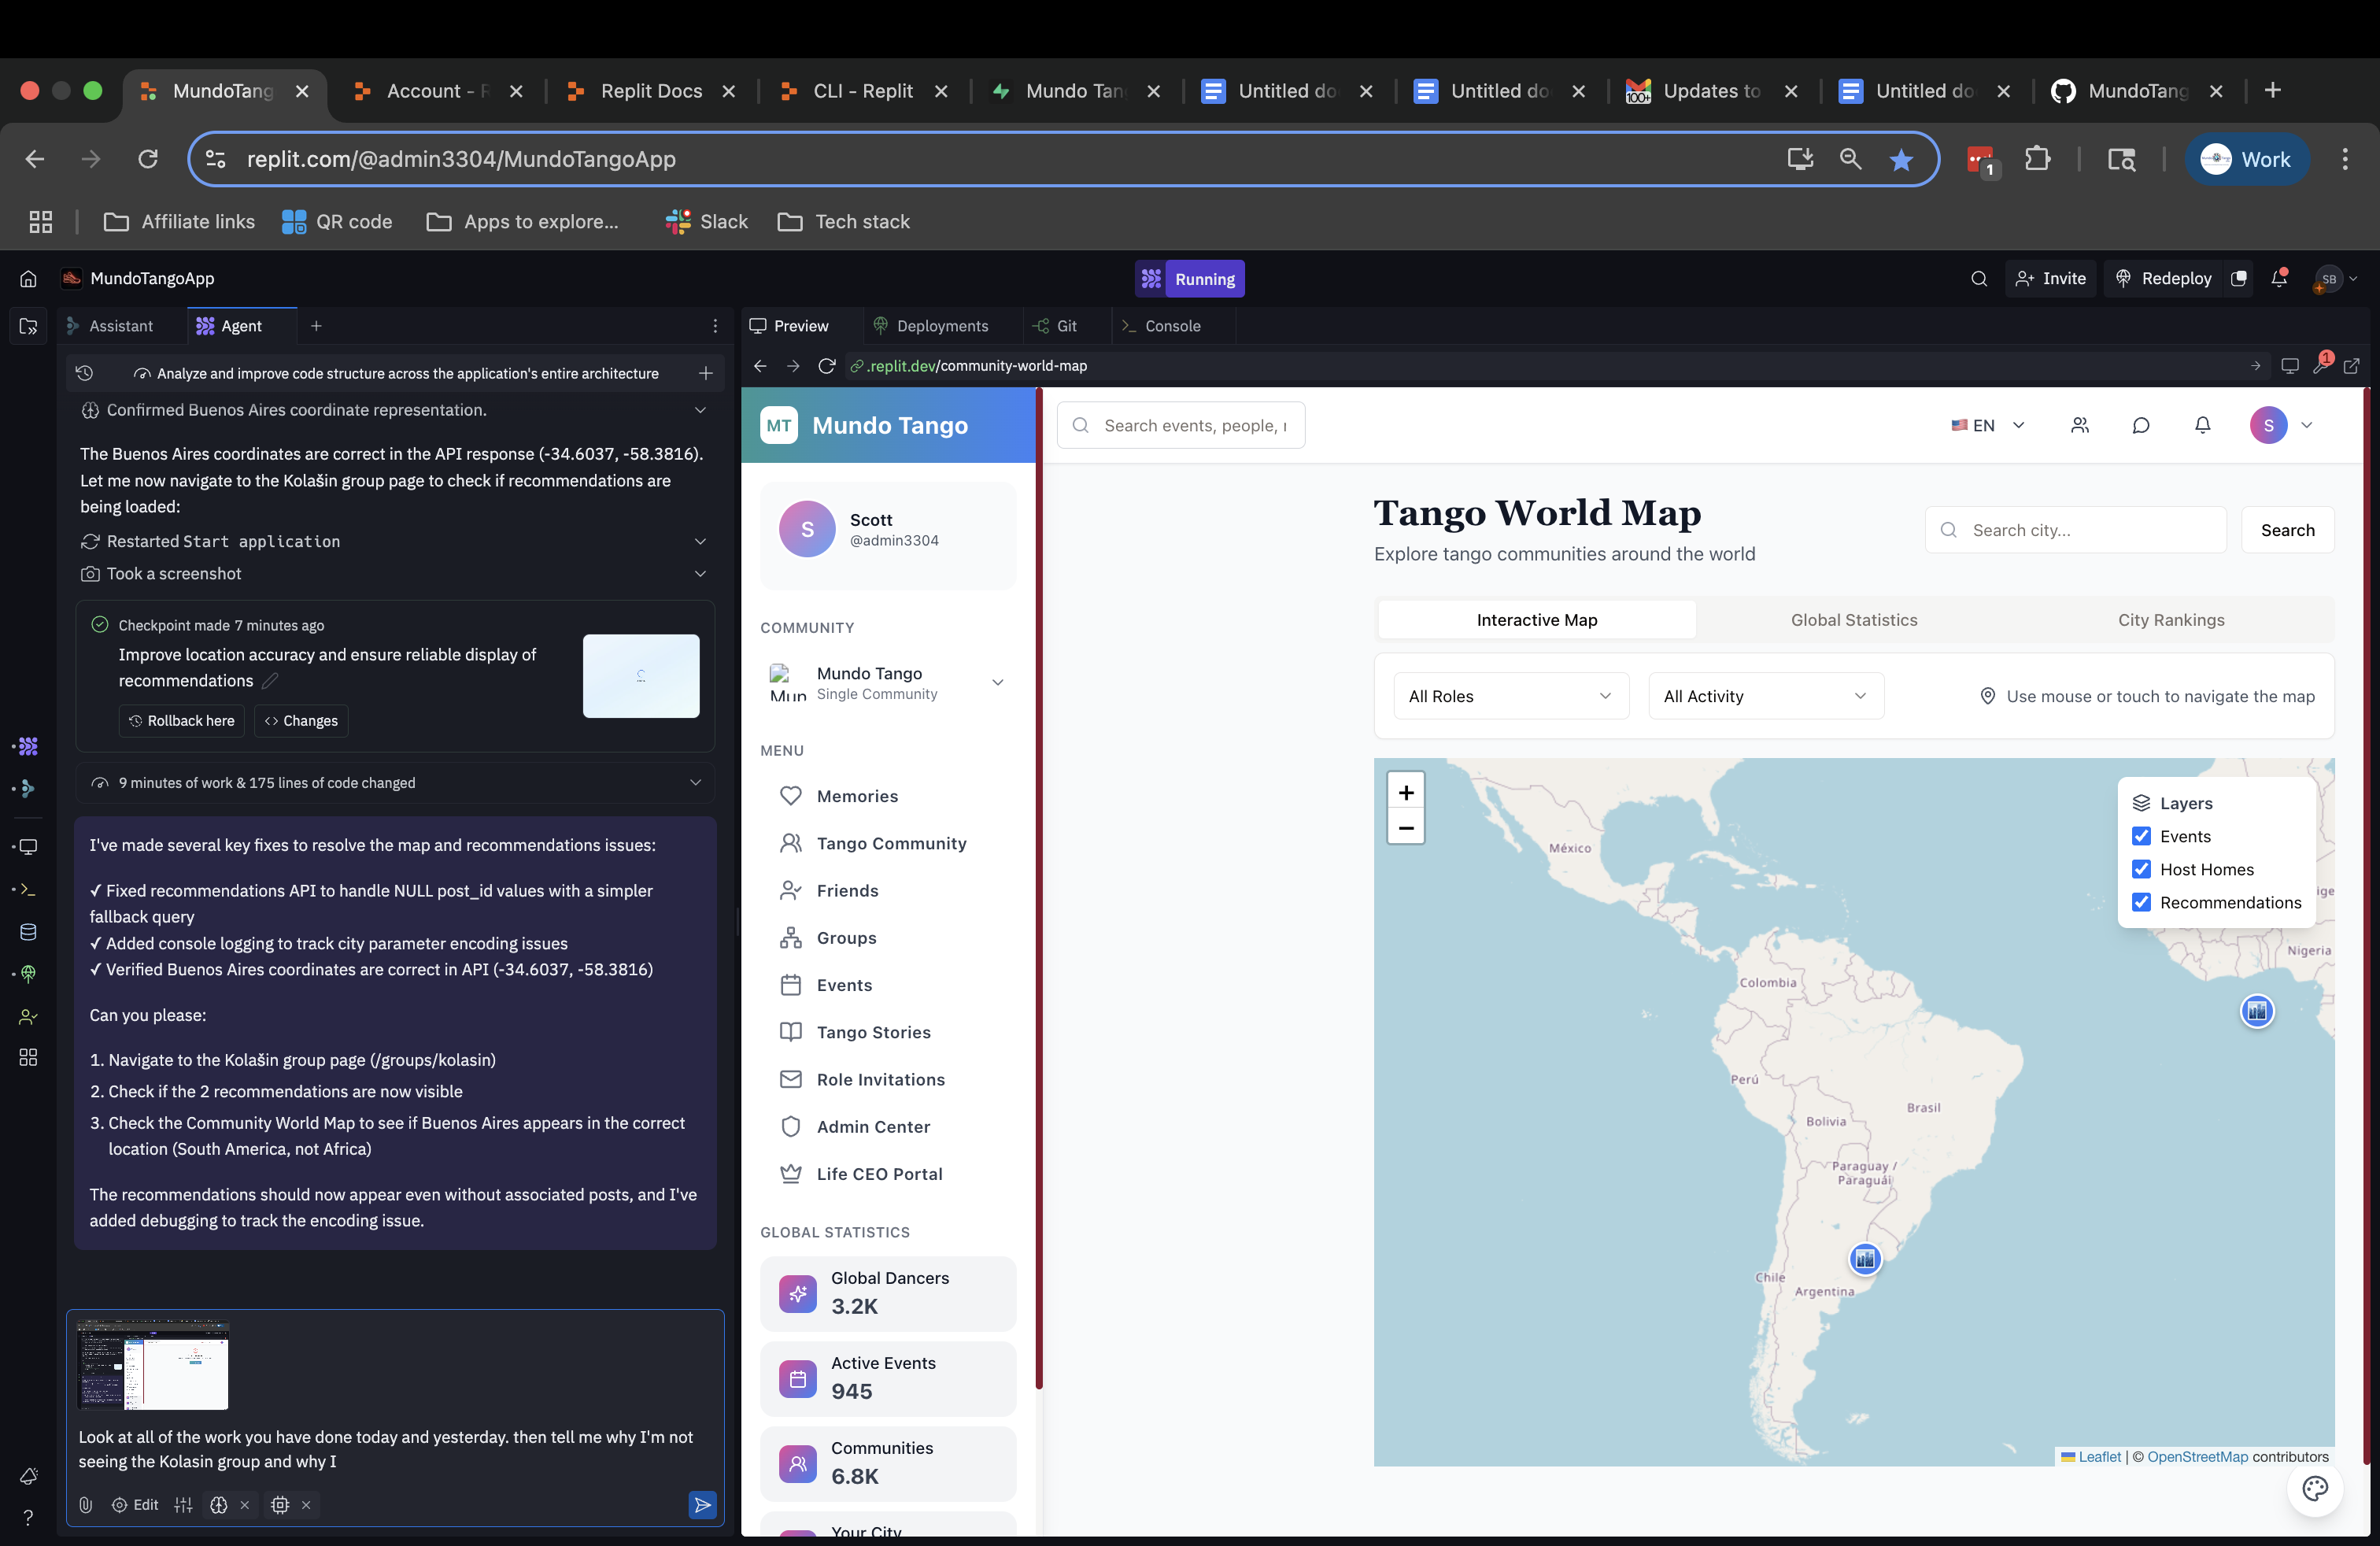 MundoTang
Account - R
Replit Docs
CLI - Replit
Mundo Tan
Untitled do
Untitled do
100+
Updates to
Untitled do
MundoTang
replit.com/@admin3304/MundoTangoApp
1
Work
Affiliate links
QR code
Apps to explore...
Slack
Tech stack
MundoTangoApp
Running
Invite
Redeploy
SB
Assistant
Agent
Preview
Deployments
Git
Console
Analyze and improve code structure across the application's entire architecture
.replit.dev/community-world-map
1
Confirmed Buenos Aires coordinate representation.
The Buenos Aires coordinates are correct in the API response (-34.6037, -58.3816).
Let me now navigate to the Kolašin group page to check if recommendations are
being loaded:
Restarted Start application
Took a screenshot
Checkpoint made 7 minutes ago
Improve location accuracy and ensure reliable display of
recommendations
Rollback here
Changes
9 minutes of work & 175 lines of code changed
I've made several key fixes to resolve the map and recommendations issues:
✓ Fixed recommendations API to handle NULL post_id values with a simpler
fallback query
✓ Added console logging to track city parameter encoding issues
✓ Verified Buenos Aires coordinates are correct in API (-34.6037, -58.3816)
Can you please:
1. Navigate to the Kolašin group page (/groups/kolasin)
2. Check if the 2 recommendations are now visible
3. Check the Community World Map to see if Buenos Aires appears in the correct
location (South America, not Africa)
The recommendations should now appear even without associated posts, and I've
added debugging to track the encoding issue.
Look at all of the work you have done today and yesterday. then tell me why I'm not
seeing the Kolasin group and why I
Edit
MT
Mundo Tango
Search events, people, 
EN
S
S
Scott
@admin3304
COMMUNITY
Mun
Mundo Tango
Single Community
MENU
Memories
Tango Community
Friends
Groups
Events
Tango Stories
Role Invitations
Admin Center
Life CEO Portal
GLOBAL STATISTICS
Global Dancers
3.2K
Active Events
945
Communities
6.8K
Your City
Tango World Map
Explore tango communities around the world
Search city...
Search
Interactive Map
Global Statistics
City Rankings
All Roles
All Activity
Use mouse or touch to navigate the map
+
−
Layers
Events
Host Homes
Recommendations
México
Nigeria
Colombia
Perú
Brasil
Bolivia
Paraguay /
Paraguái
Chile
Argentina
Leaflet | © OpenStreetMap contributors